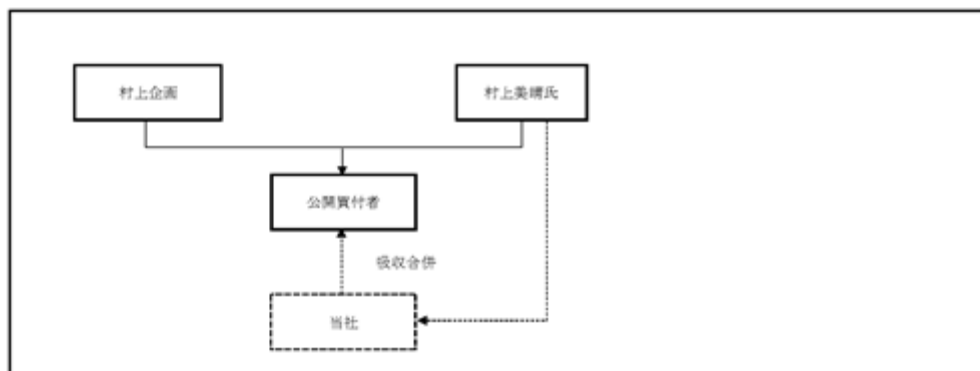 村上企画
村上美晴氏
公開買付者
吸収合併
当社